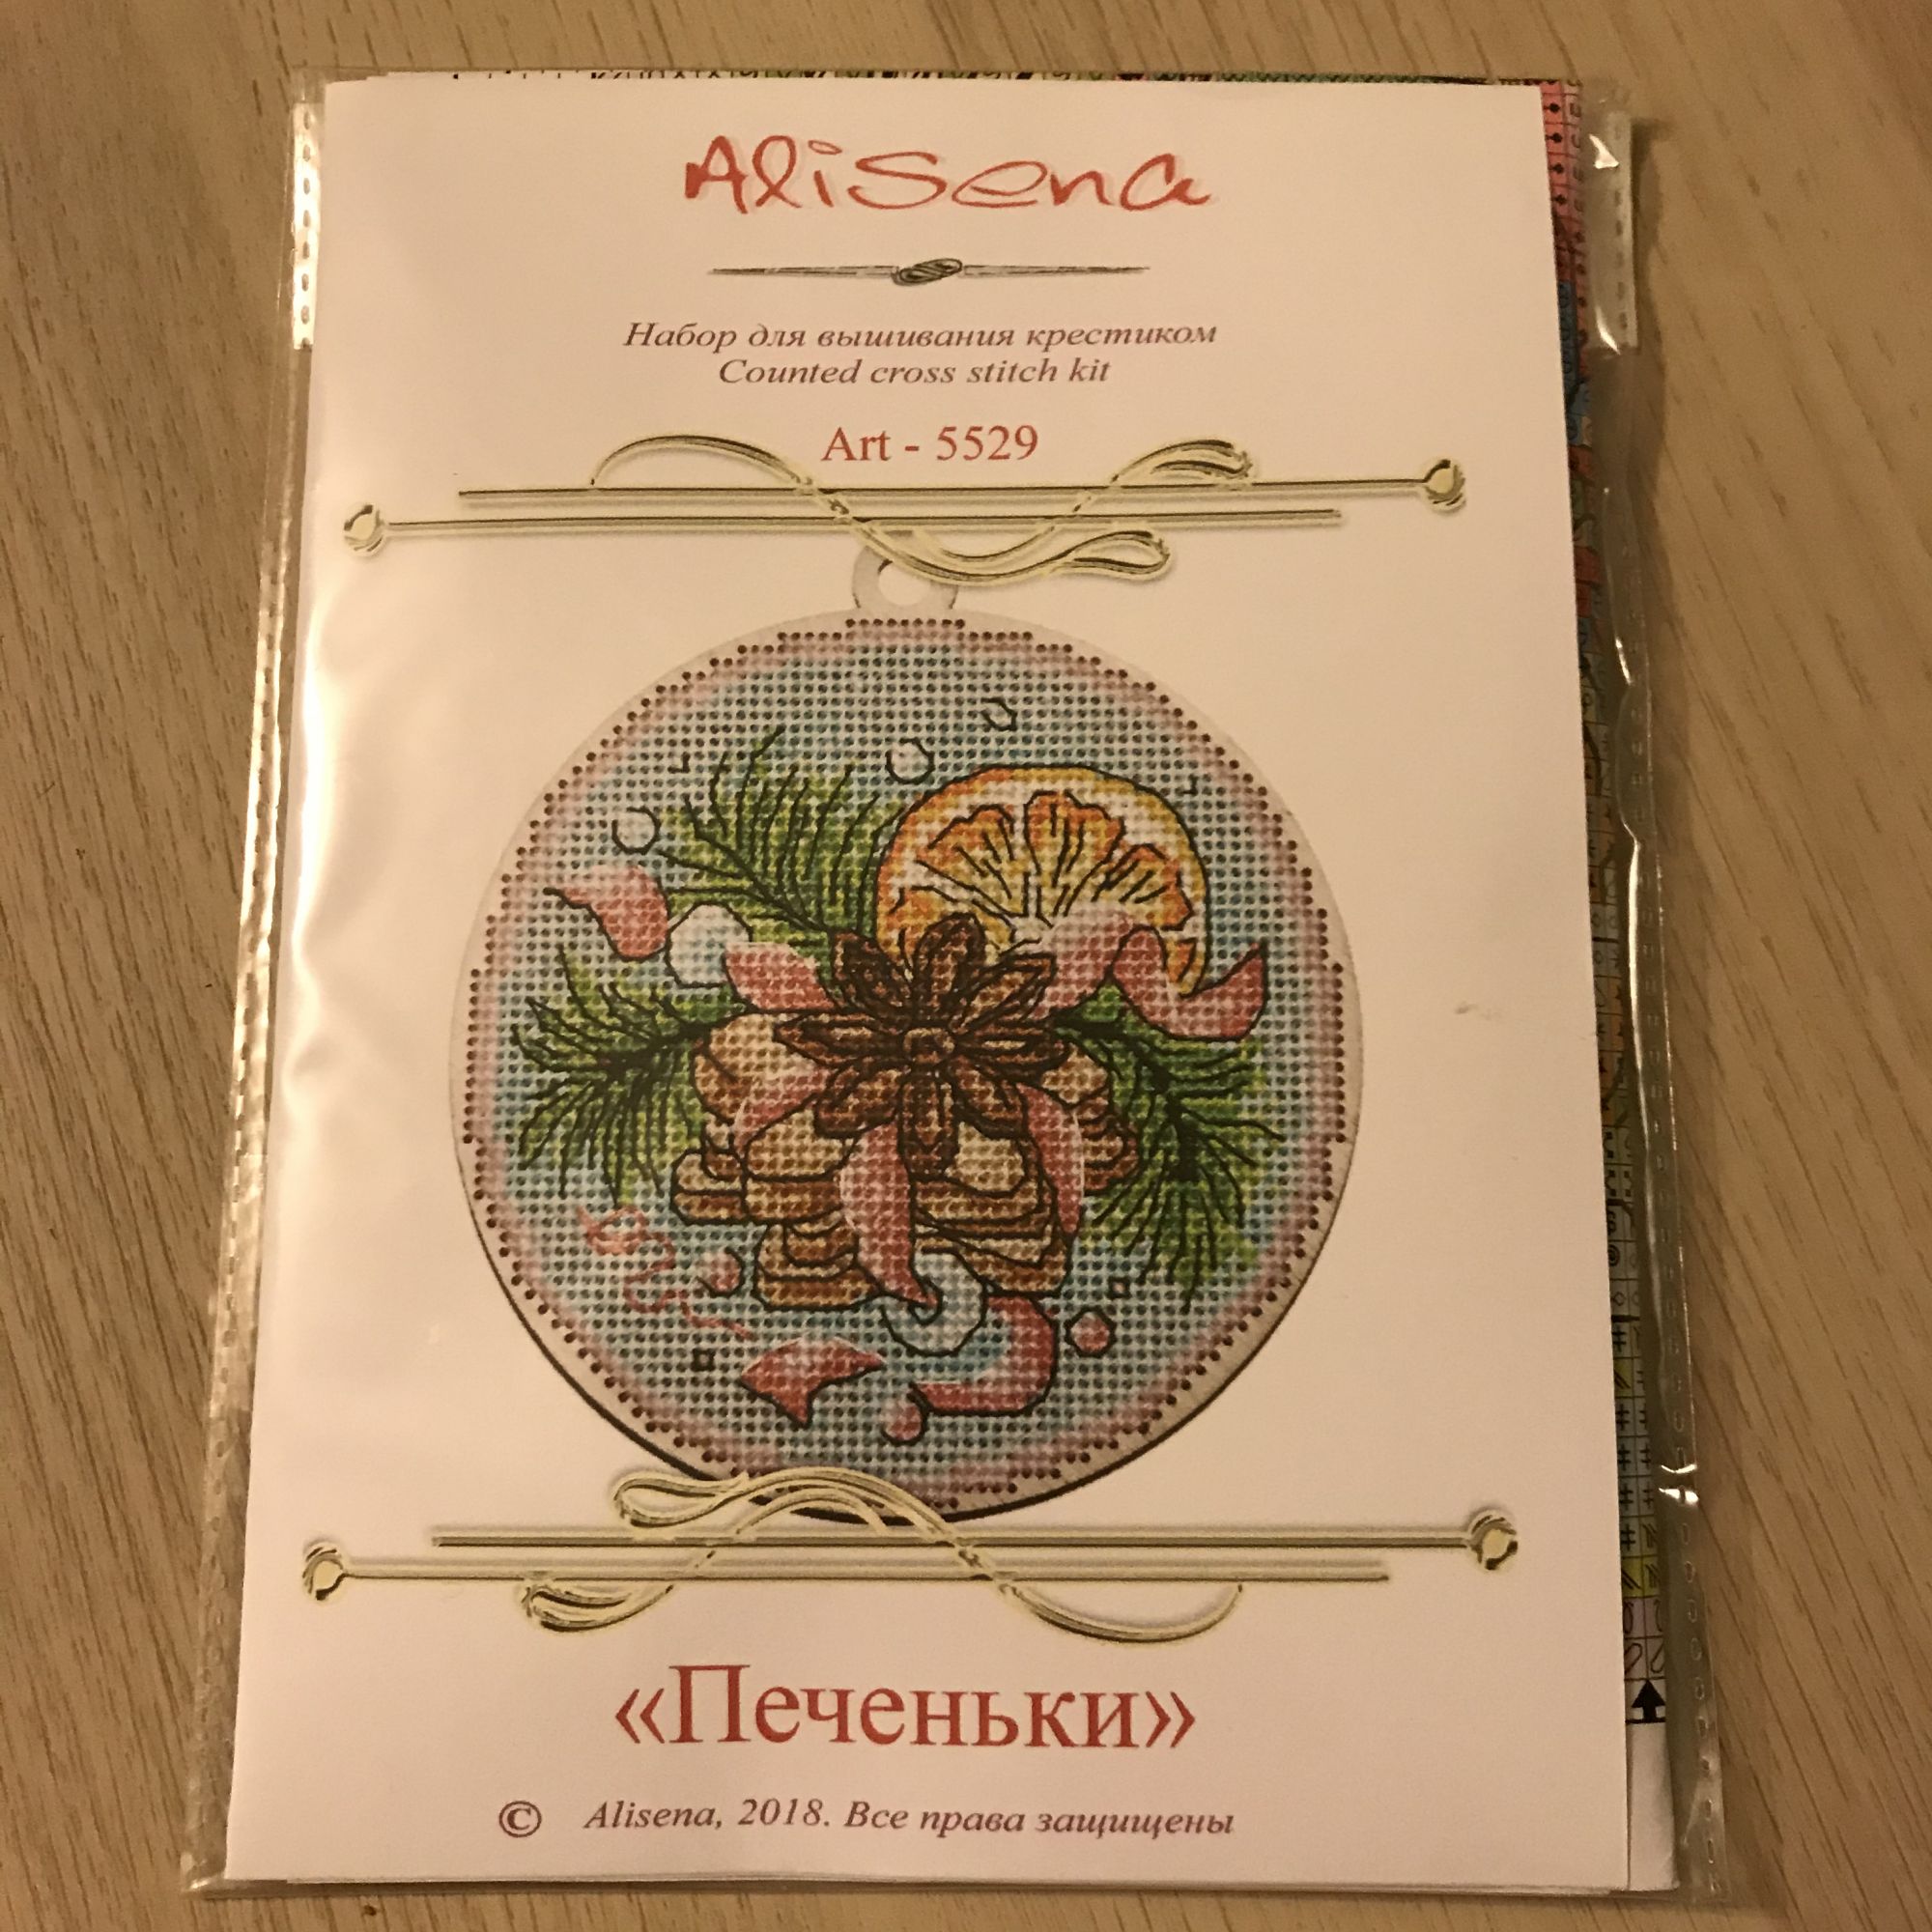 Alisena
Набор для вышивания крестиком
Counted cross stitch kit
Art - 5529
«Печеньки»
© Alisena, 2018. Все права защищены